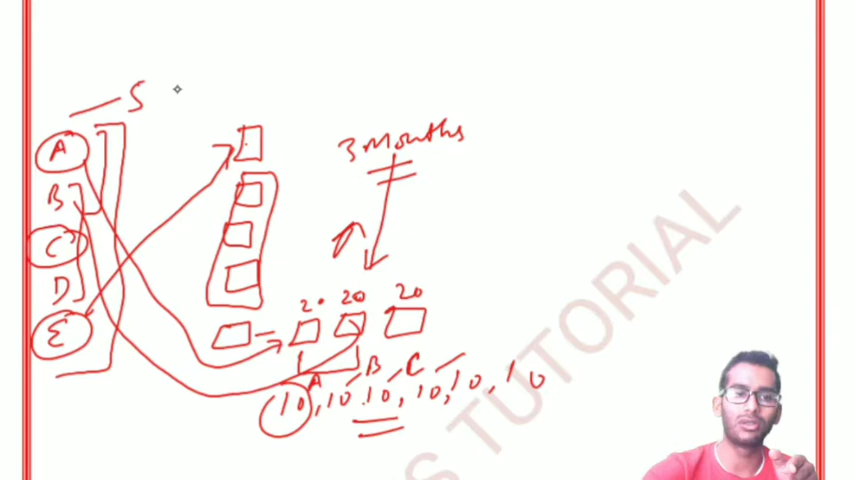 S
A
3 Months
B
C
D
20 20 20
E
A B C
10, 10, 10, 10, 10, 10
S TUTORIAL